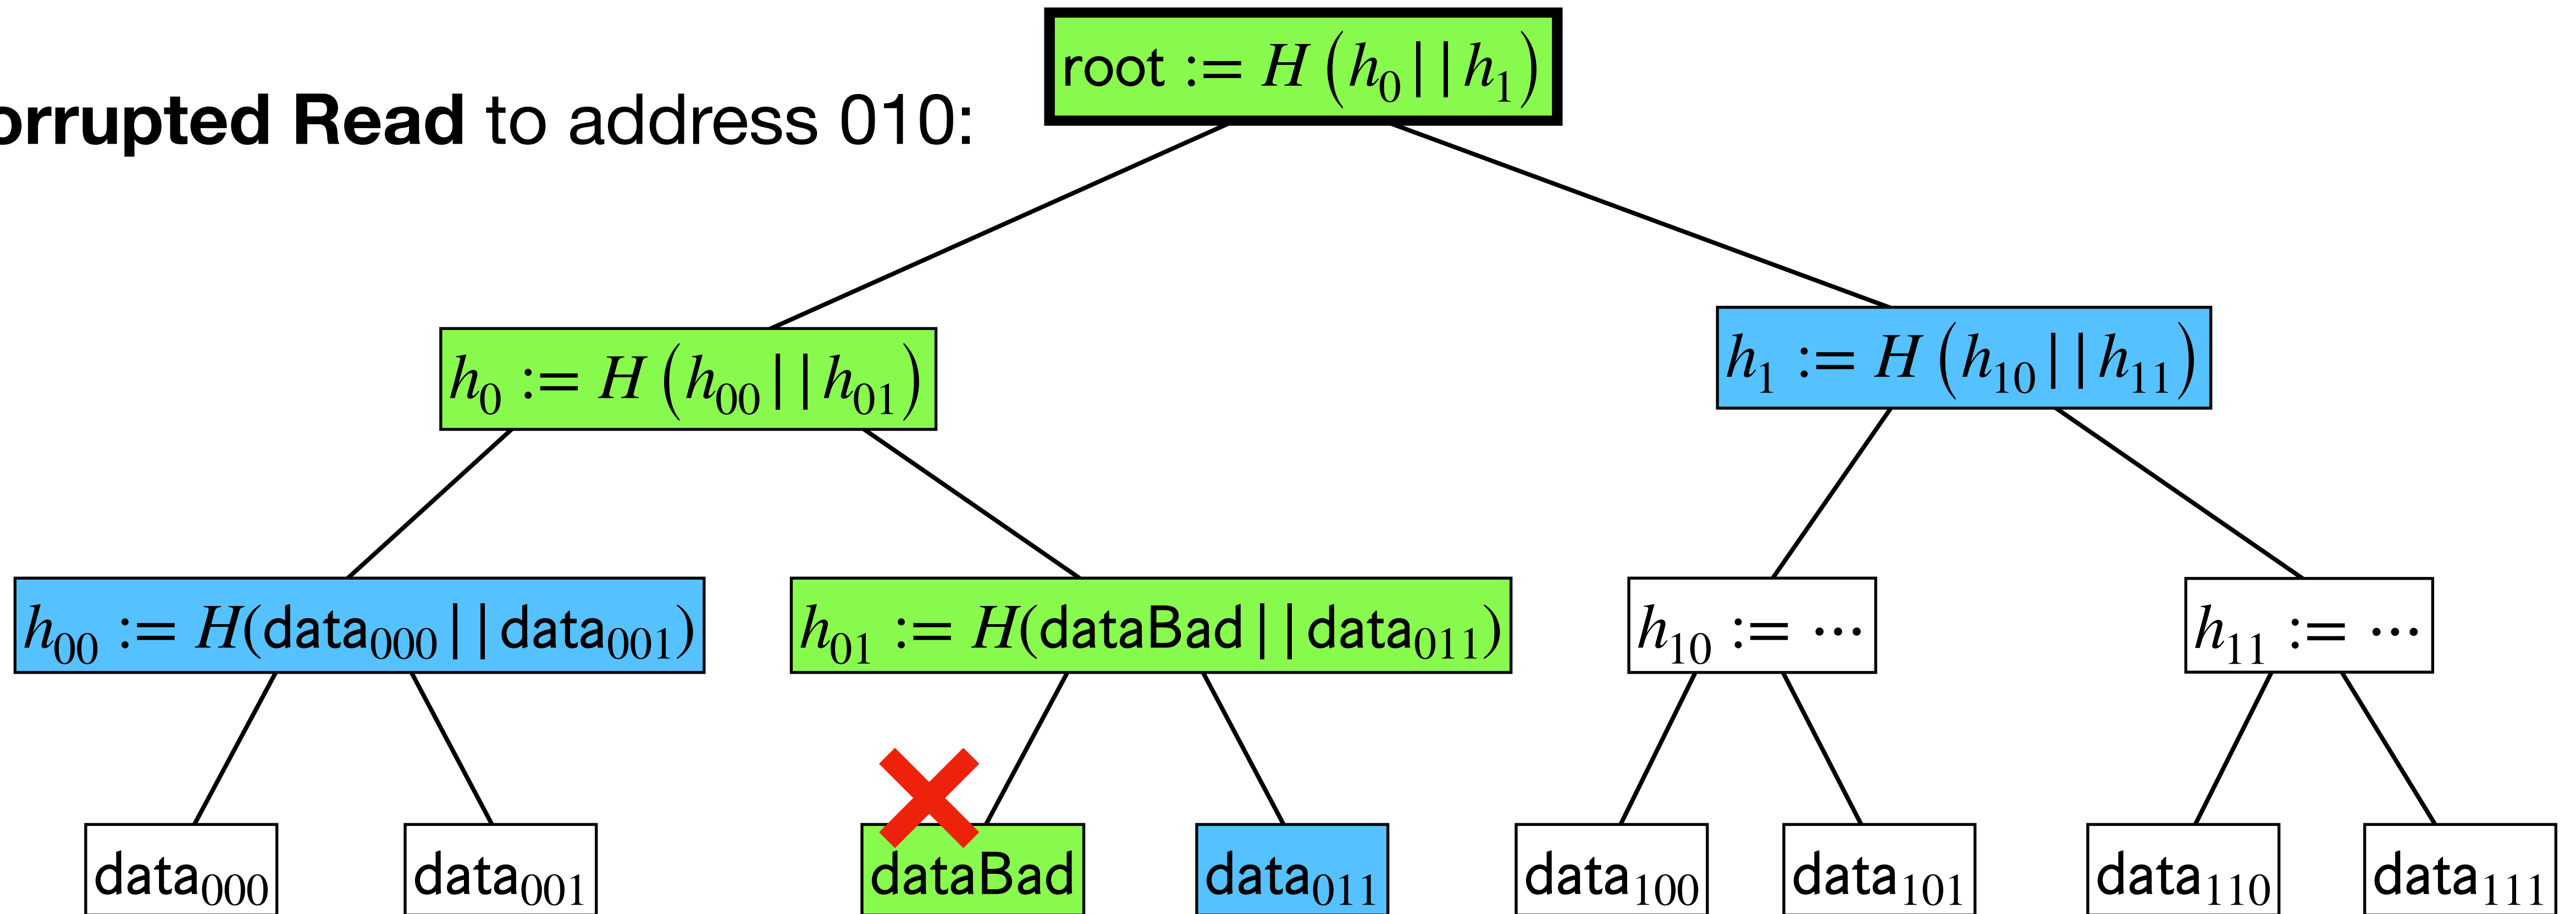 root := H (h₀ | | h₁)
orrupted Read to address 010:
h₀ := H (h₀₀ | | h₀₁)
h₁ := H (h₁₀ | | h₁₁)
h₀₀ := H(data₀₀₀ | | data₀₀₁)
h₀₁ := H(dataBad | | data₀₁₁)
h₁₀ := ⋯
h₁₁ := ⋯
data₀₀₀
data₀₀₁
dataBad
data₀₁₁
data₁₀₀
data₁₀₁
data₁₁₀
data₁₁₁